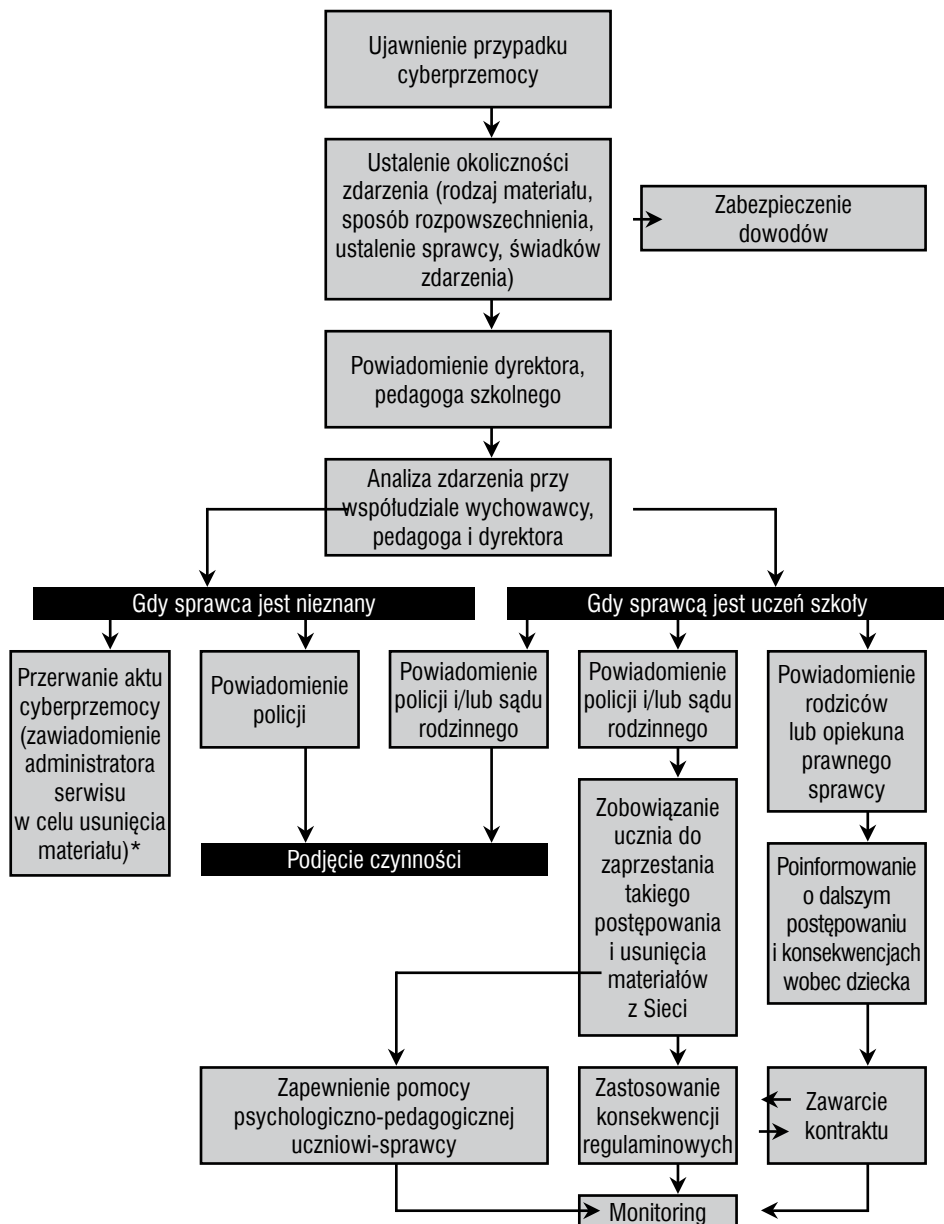 Ujawnienie przypadku
cyberprzemocy
Ustalenie okoliczności
zdarzenia (rodzaj materiału,
sposób rozpowszechnienia,
ustalenie sprawcy, świadków
zdarzenia)
Zabezpieczenie
dowodów
Powiadomienie dyrektora,
pedagoga szkolnego
Analiza zdarzenia przy
współudziale wychowawcy,
pedagoga i dyrektora
Gdy sprawca jest nieznany
Gdy sprawcą jest uczeń szkoły
Przerwanie aktu
cyberprzemocy
(zawiadomienie
administratora
serwisu
w celu usunięcia
materiału)*
Powiadomienie
policji
Powiadomienie
policji i/lub sądu
rodzinnego
Podjęcie czynności
Powiadomienie
policji i/lub sądu
rodzinnego
Zobowiązanie
ucznia do
zaprzestania
takiego
postępowania
i usunięcia
materiałów
z Sieci
Powiadomienie
rodziców
lub opiekuna
prawnego
sprawcy
Poinformowanie
o dalszym
postępowaniu
i konsekwencjach
wobec dziecka
Zapewnienie pomocy
psychologiczno-pedagogicznej
uczniowi-sprawcy
Zastosowanie
konsekwencji
regulaminowych
Zawarcie
kontraktu
Monitoring